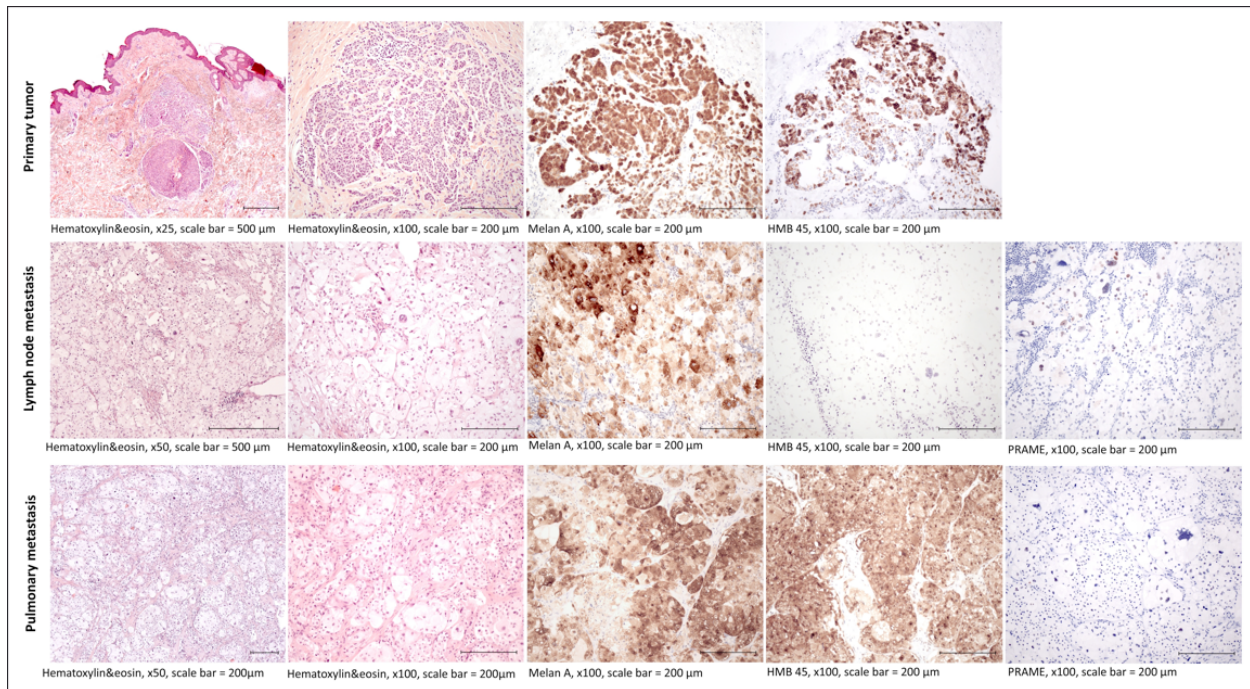 Primary tumor
Hematoxylin&eosin, x25, scale bar = 500 µm
Hematoxylin&eosin, x100, scale bar = 200 µm
Melan A, x100, scale bar = 200 µm
HMB 45, x100, scale bar = 200 µm
Lymph node metastasis
Hematoxylin&eosin, x50, scale bar = 500 µm
Hematoxylin&eosin, x100, scale bar = 200 µm
Melan A, x100, scale bar = 200 µm
HMB 45, x100, scale bar = 200 µm
PRAME, x100, scale bar = 200 µm
Pulmonary metastasis
Hematoxylin&eosin, x50, scale bar = 200µm
Hematoxylin&eosin, x100, scale bar = 200µm
Melan A, x100, scale bar = 200 µm
HMB 45, x100, scale bar = 200 µm
PRAME, x100, scale bar = 200 µm